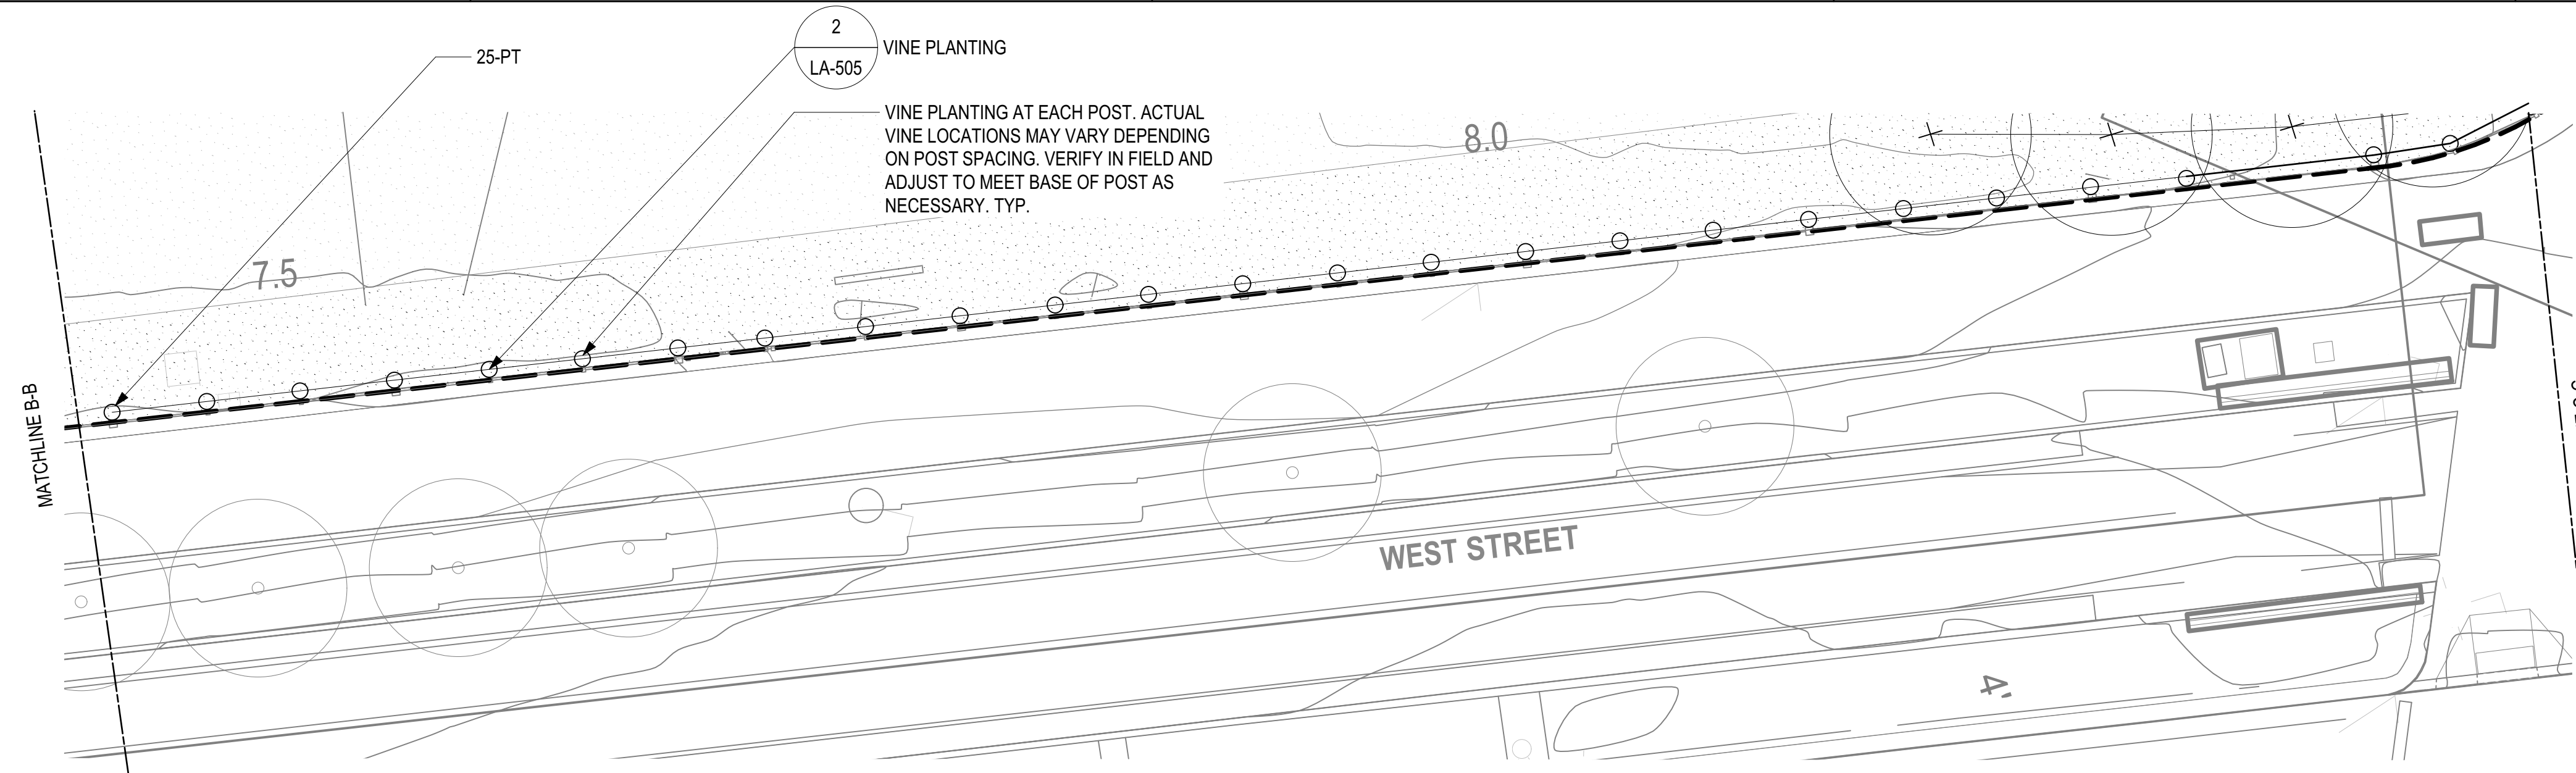 25-PT
2
LA-505
VINE PLANTING
VINE PLANTING AT EACH POST. ACTUAL
VINE LOCATIONS MAY VARY DEPENDING
ON POST SPACING. VERIFY IN FIELD AND
ADJUST TO MEET BASE OF POST AS
NECESSARY. TYP.
8.0
7.5
MATCHLINE B-B
WEST STREET
4'